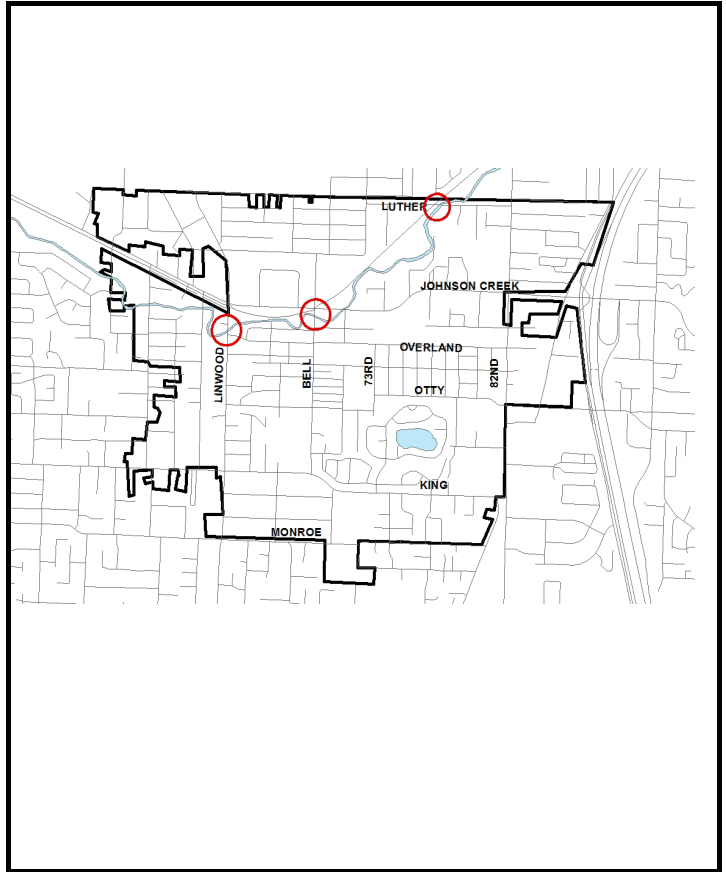 LUTHER
JOHNSON CREEK
OVERLAND
LINWOOD
BELL
73RD
82ND
OTTY
KING
MONROE